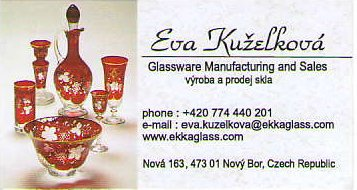 Eva Kuželková
Glassware Manufacturing and Sales
výroba a prodej skla
phone : +420 774 440 201
e-mail : eva.kuzelkova@ekkaglass.com
www.ekkaglass.com
Nová 163, 473 01 Nový Bor, Czech Republic